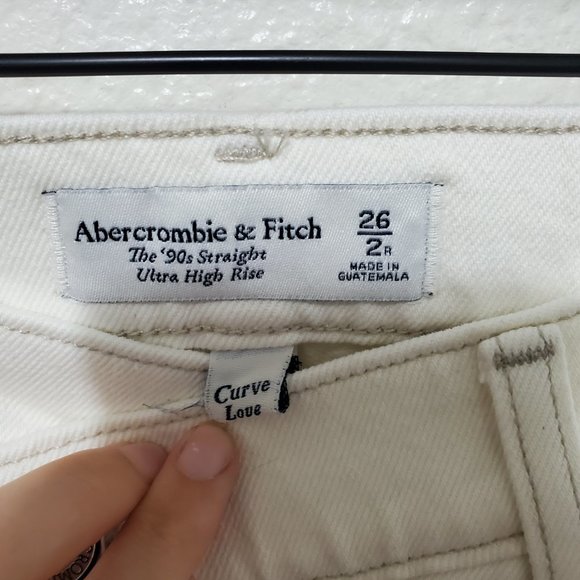 Abercrombie & Fitch
The '90s Straight
Ultra High Rise
26
2R
MADE IN
GUATEMALA
Curve
Love